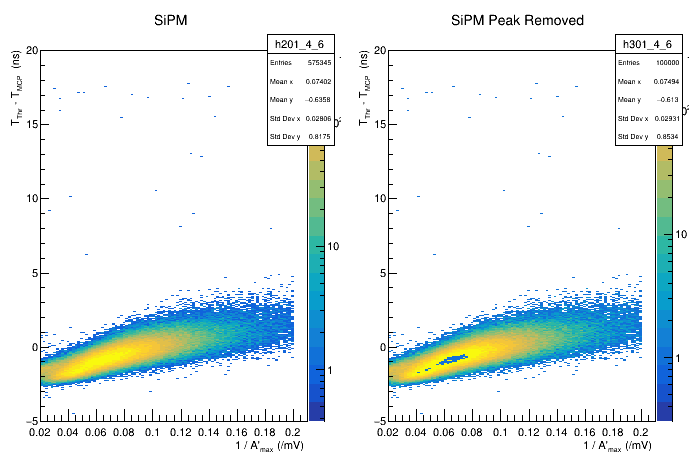 SiPM
T_Thr - T_MCP (ns)
20
15
10
5
0
−5
0.02 0.04 0.06 0.08 0.1 0.12 0.14 0.16 0.18 0.2
1 / A'_max (/mV)
h201_4_6
Entries 575345
Mean x 0.07402
Mean y −0.6358
Std Dev x 0.02806
Std Dev y 0.8175
10
1
SiPM Peak Removed
T_Thr - T_MCP (ns)
20
15
10
5
0
−5
0.02 0.04 0.06 0.08 0.1 0.12 0.14 0.16 0.18 0.2
1 / A'_max (/mV)
h301_4_6
Entries 100000
Mean x 0.07494
Mean y −0.613
Std Dev x 0.02931
Std Dev y 0.8534
10
1